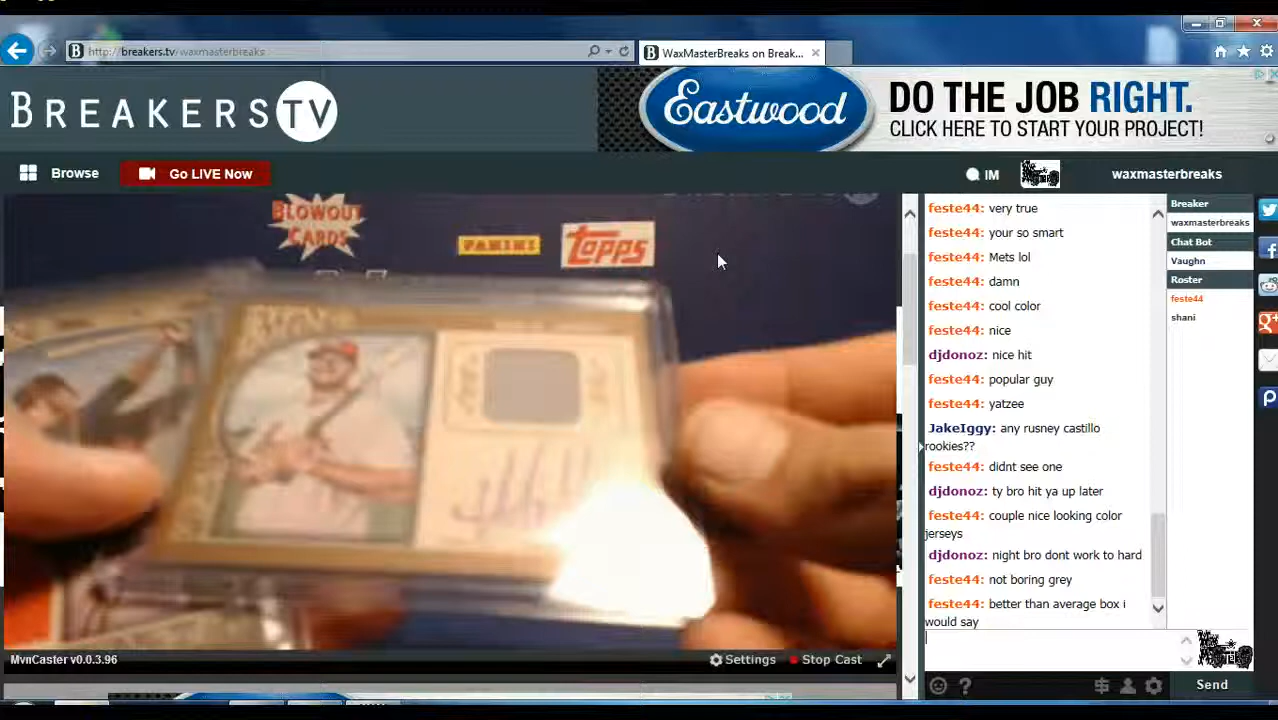 http://breakers.tv/waxmasterbreaks
WaxMasterBreaks on Break...
BREAKERS TV
Eastwood
DO THE JOB RIGHT.
CLICK HERE TO START YOUR PROJECT!
Browse
Go LIVE Now
IM
waxmasterbreaks
BLOWOUT
CARDS
PANINI
TOPPS
feste44: very true
feste44: your so smart
feste44: Mets lol
feste44: damn
feste44: cool color
feste44: nice
djdonoz: nice hit
feste44: popular guy
feste44: yatzee
JakeIggy: any rusney castillo
rookies??
feste44: didnt see one
djdonoz: ty bro hit ya up later
feste44: couple nice looking color
jerseys
djdonoz: night bro dont work to hard
feste44: not boring grey
feste44: better than average box i
would say
Breaker
waxmasterbreaks
Chat Bot
Vaughn
Roster
feste44
shani
MvnCaster v0.0.3.96
Settings
Stop Cast
Send